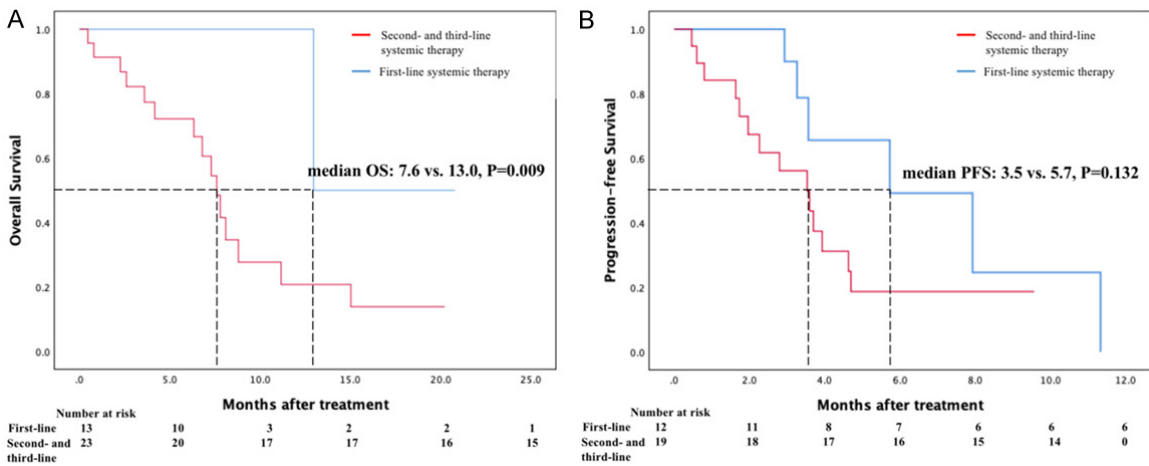 A
1.0
0.8
0.6
0.4
0.2
0.0
Overall Survival
Second- and third-line
systemic therapy
First-line systemic therapy
median OS: 7.6 vs. 13.0, P=0.009
.0 5.0 10.0 15.0 20.0 25.0
Months after treatment
Number at risk
First-line 13 10 3 2 2 1
Second- and 23 20 17 17 16 15
third-line
B
1.0
0.8
0.6
0.4
0.2
0.0
Progression-free Survival
Second- and third-line
systemic therapy
First-line systemic therapy
median PFS: 3.5 vs. 5.7, P=0.132
.0 2.0 4.0 6.0 8.0 10.0 12.0
Months after treatment
Number at risk
First-line 12 11 8 7 6 6 6
Second- and 19 18 17 16 15 14 0
third-line